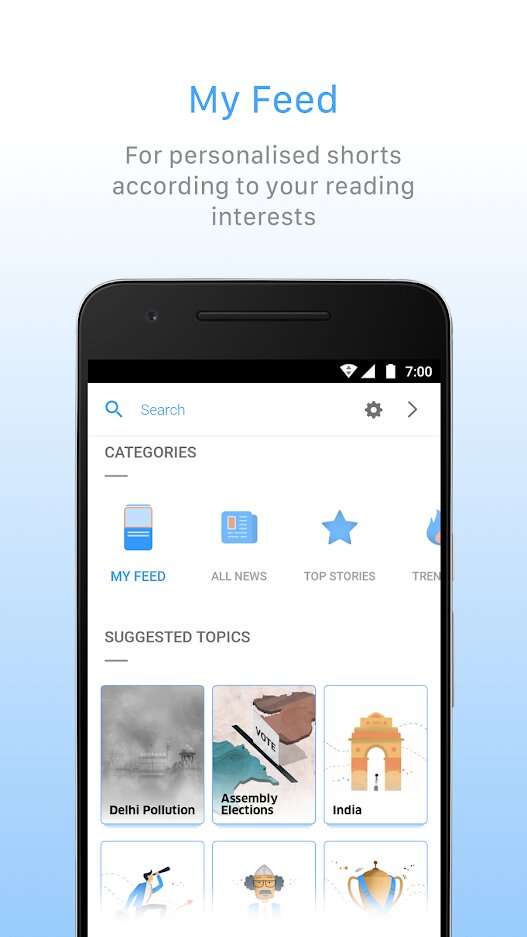 My Feed
For personalised shorts
according to your reading
interests
7:00
Search
CATEGORIES
MY FEED
ALL NEWS
TOP STORIES
TREN
SUGGESTED TOPICS
VOTE
Delhi Pollution
Assembly
Elections
India